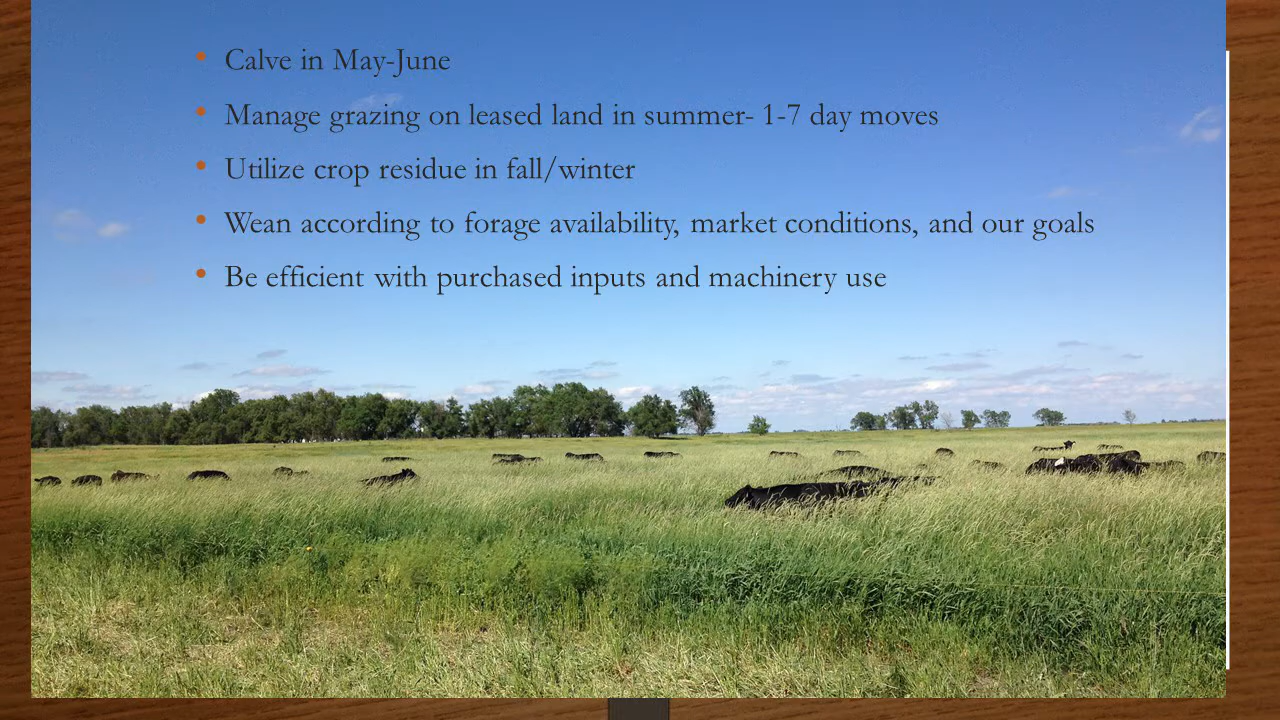 • Calve in May-June
• Manage grazing on leased land in summer- 1-7 day moves
• Utilize crop residue in fall/winter
• Wean according to forage availability, market conditions, and our goals
• Be efficient with purchased inputs and machinery use